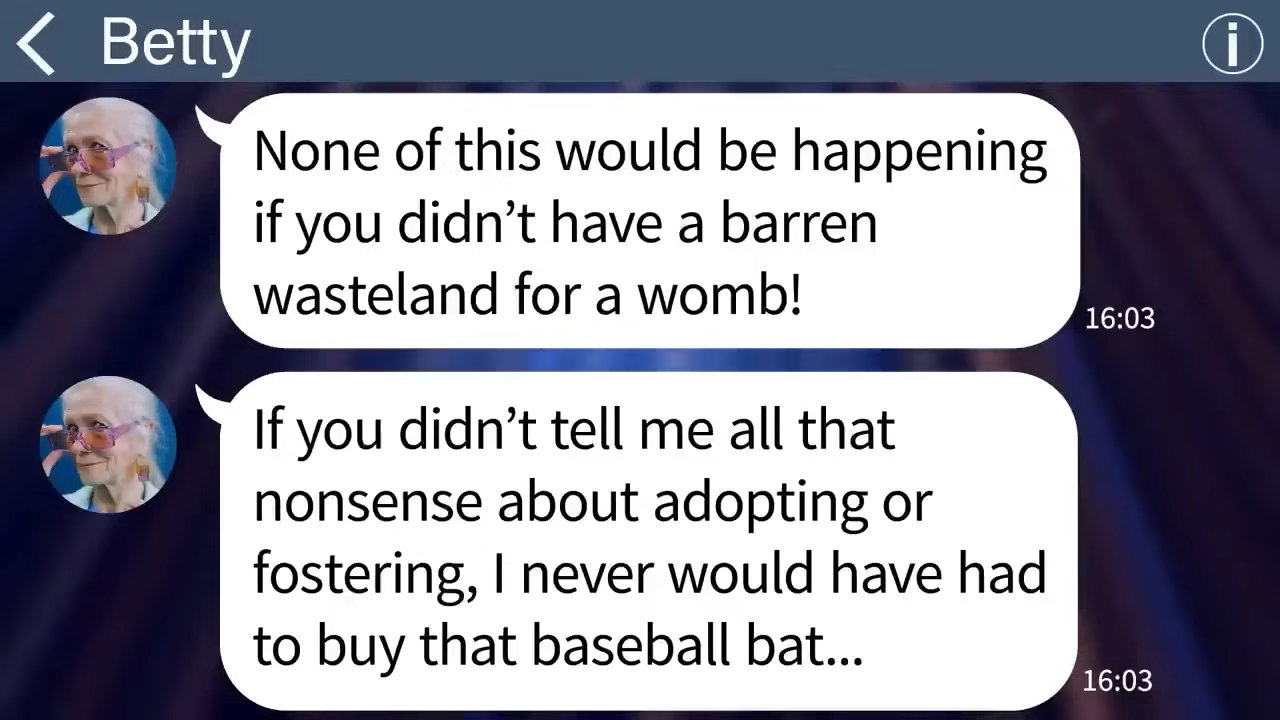 Betty
None of this would be happening
if you didn’t have a barren
wasteland for a womb!
16:03
If you didn’t tell me all that
nonsense about adopting or
fostering, I never would have had
to buy that baseball bat...
16:03